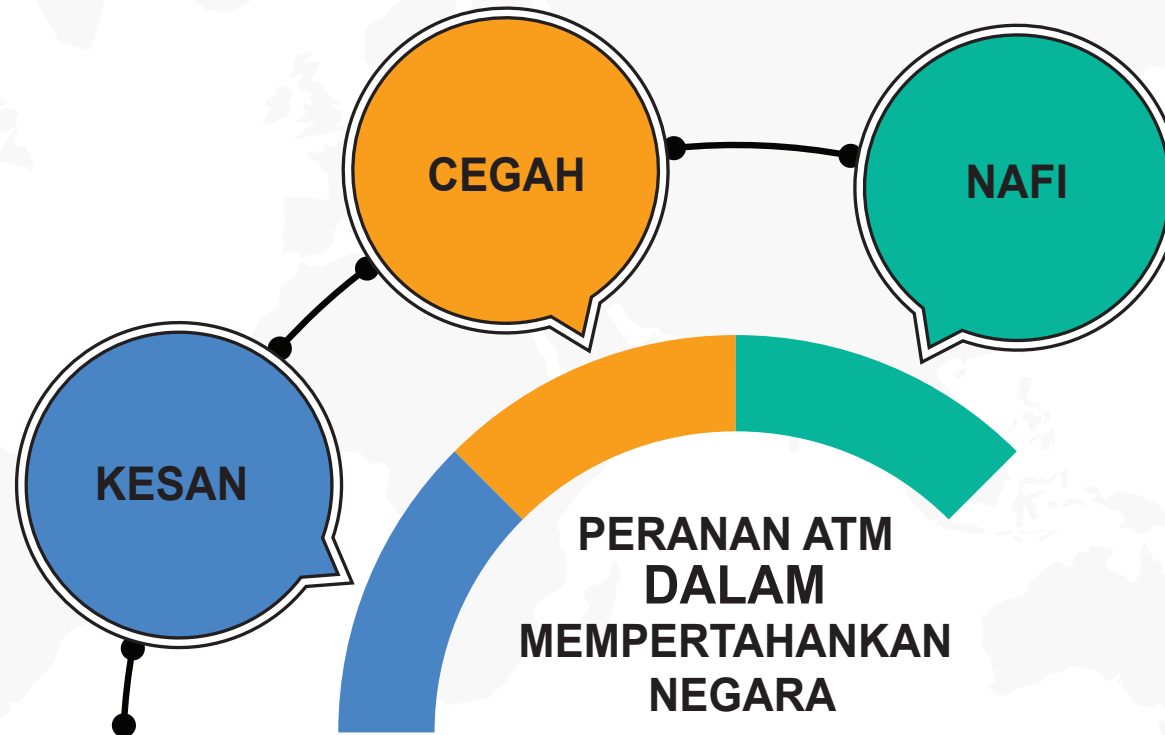 CEGAH
NAFI
KESAN
PERANAN ATM
DALAM
MEMPERTAHANKAN
NEGARA